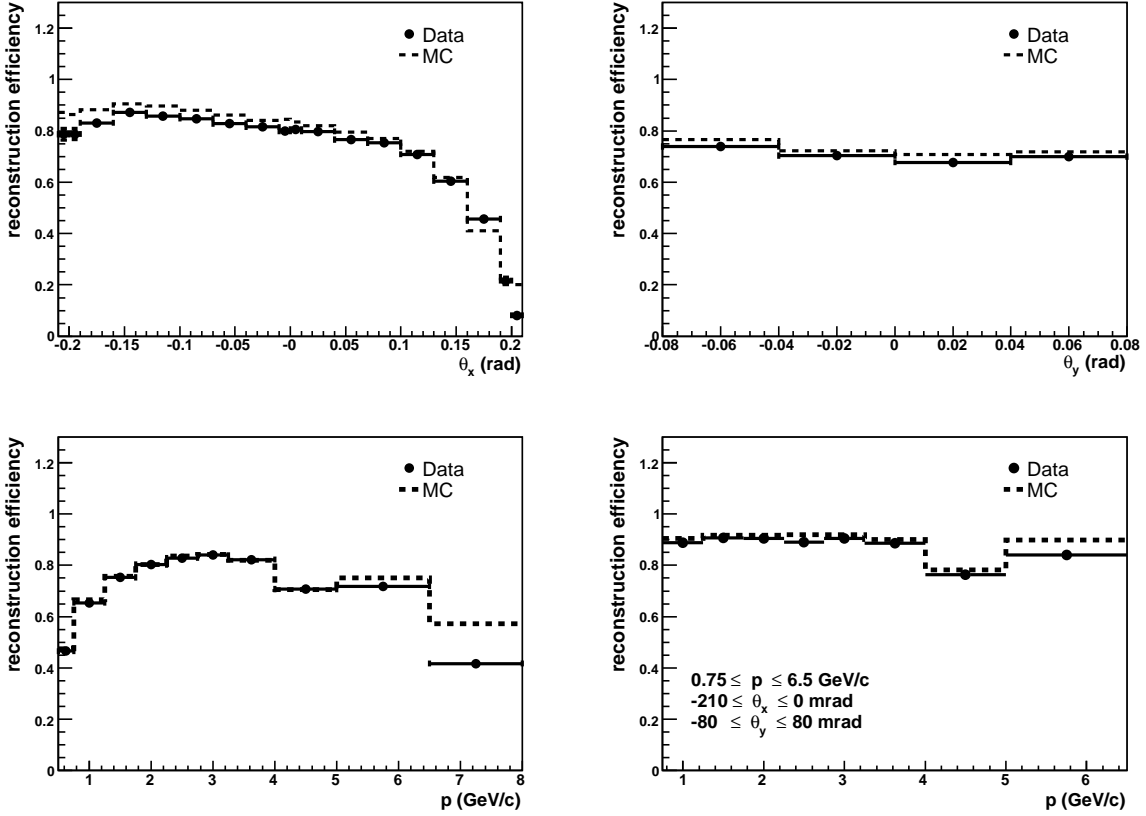 reconstruction efficiency
1.2
1
0.8
0.6
0.4
0.2
0
Data
MC
-0.2 -0.15 -0.1 -0.05 -0 0.05 0.1 0.15 0.2
θx (rad)
reconstruction efficiency
1.2
1
0.8
0.6
0.4
0.2
0
Data
MC
-0.08 -0.06 -0.04 -0.02 0 0.02 0.04 0.06 0.08
θy (rad)
reconstruction efficiency
1.2
1
0.8
0.6
0.4
0.2
0
Data
MC
1 2 3 4 5 6 7 8
p (GeV/c)
reconstruction efficiency
1.2
1
0.8
0.6
0.4
0.2
0
Data
MC
0.75 ≤ p ≤ 6.5 GeV/c
-210 ≤ θx ≤ 0 mrad
-80 ≤ θy ≤ 80 mrad
1 2 3 4 5 6
p (GeV/c)